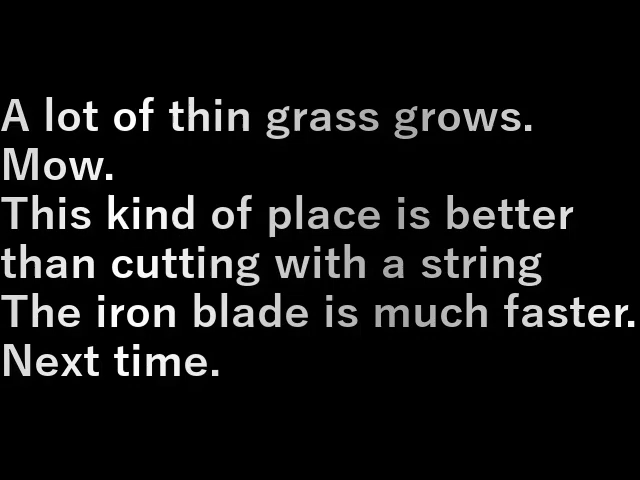 A lot of thin grass grows.
Mow.
This kind of place is better
than cutting with a string
The iron blade is much faster.
Next time.